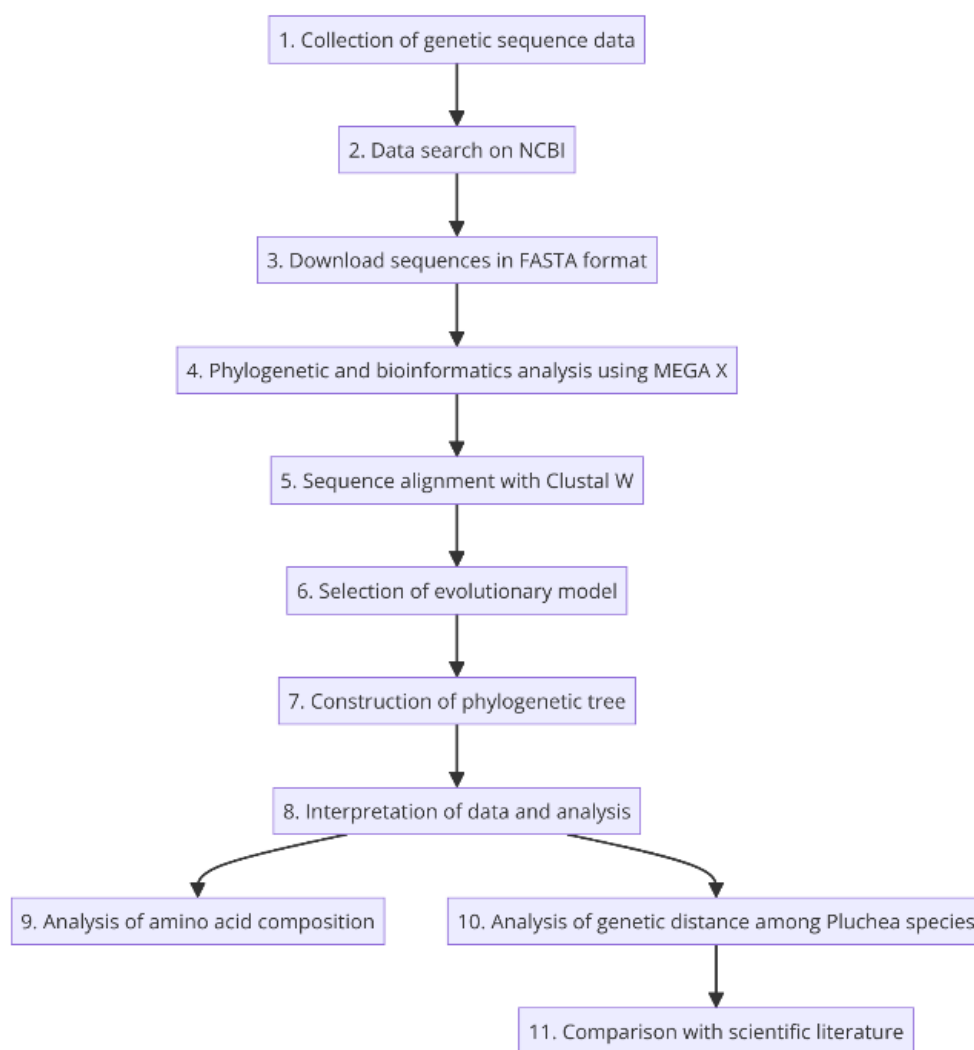 1. Collection of genetic sequence data
2. Data search on NCBI
3. Download sequences in FASTA format
4. Phylogenetic and bioinformatics analysis using MEGA X
5. Sequence alignment with Clustal W
6. Selection of evolutionary model
7. Construction of phylogenetic tree
8. Interpretation of data and analysis
9. Analysis of amino acid composition
10. Analysis of genetic distance among Pluchea species
11. Comparison with scientific literature